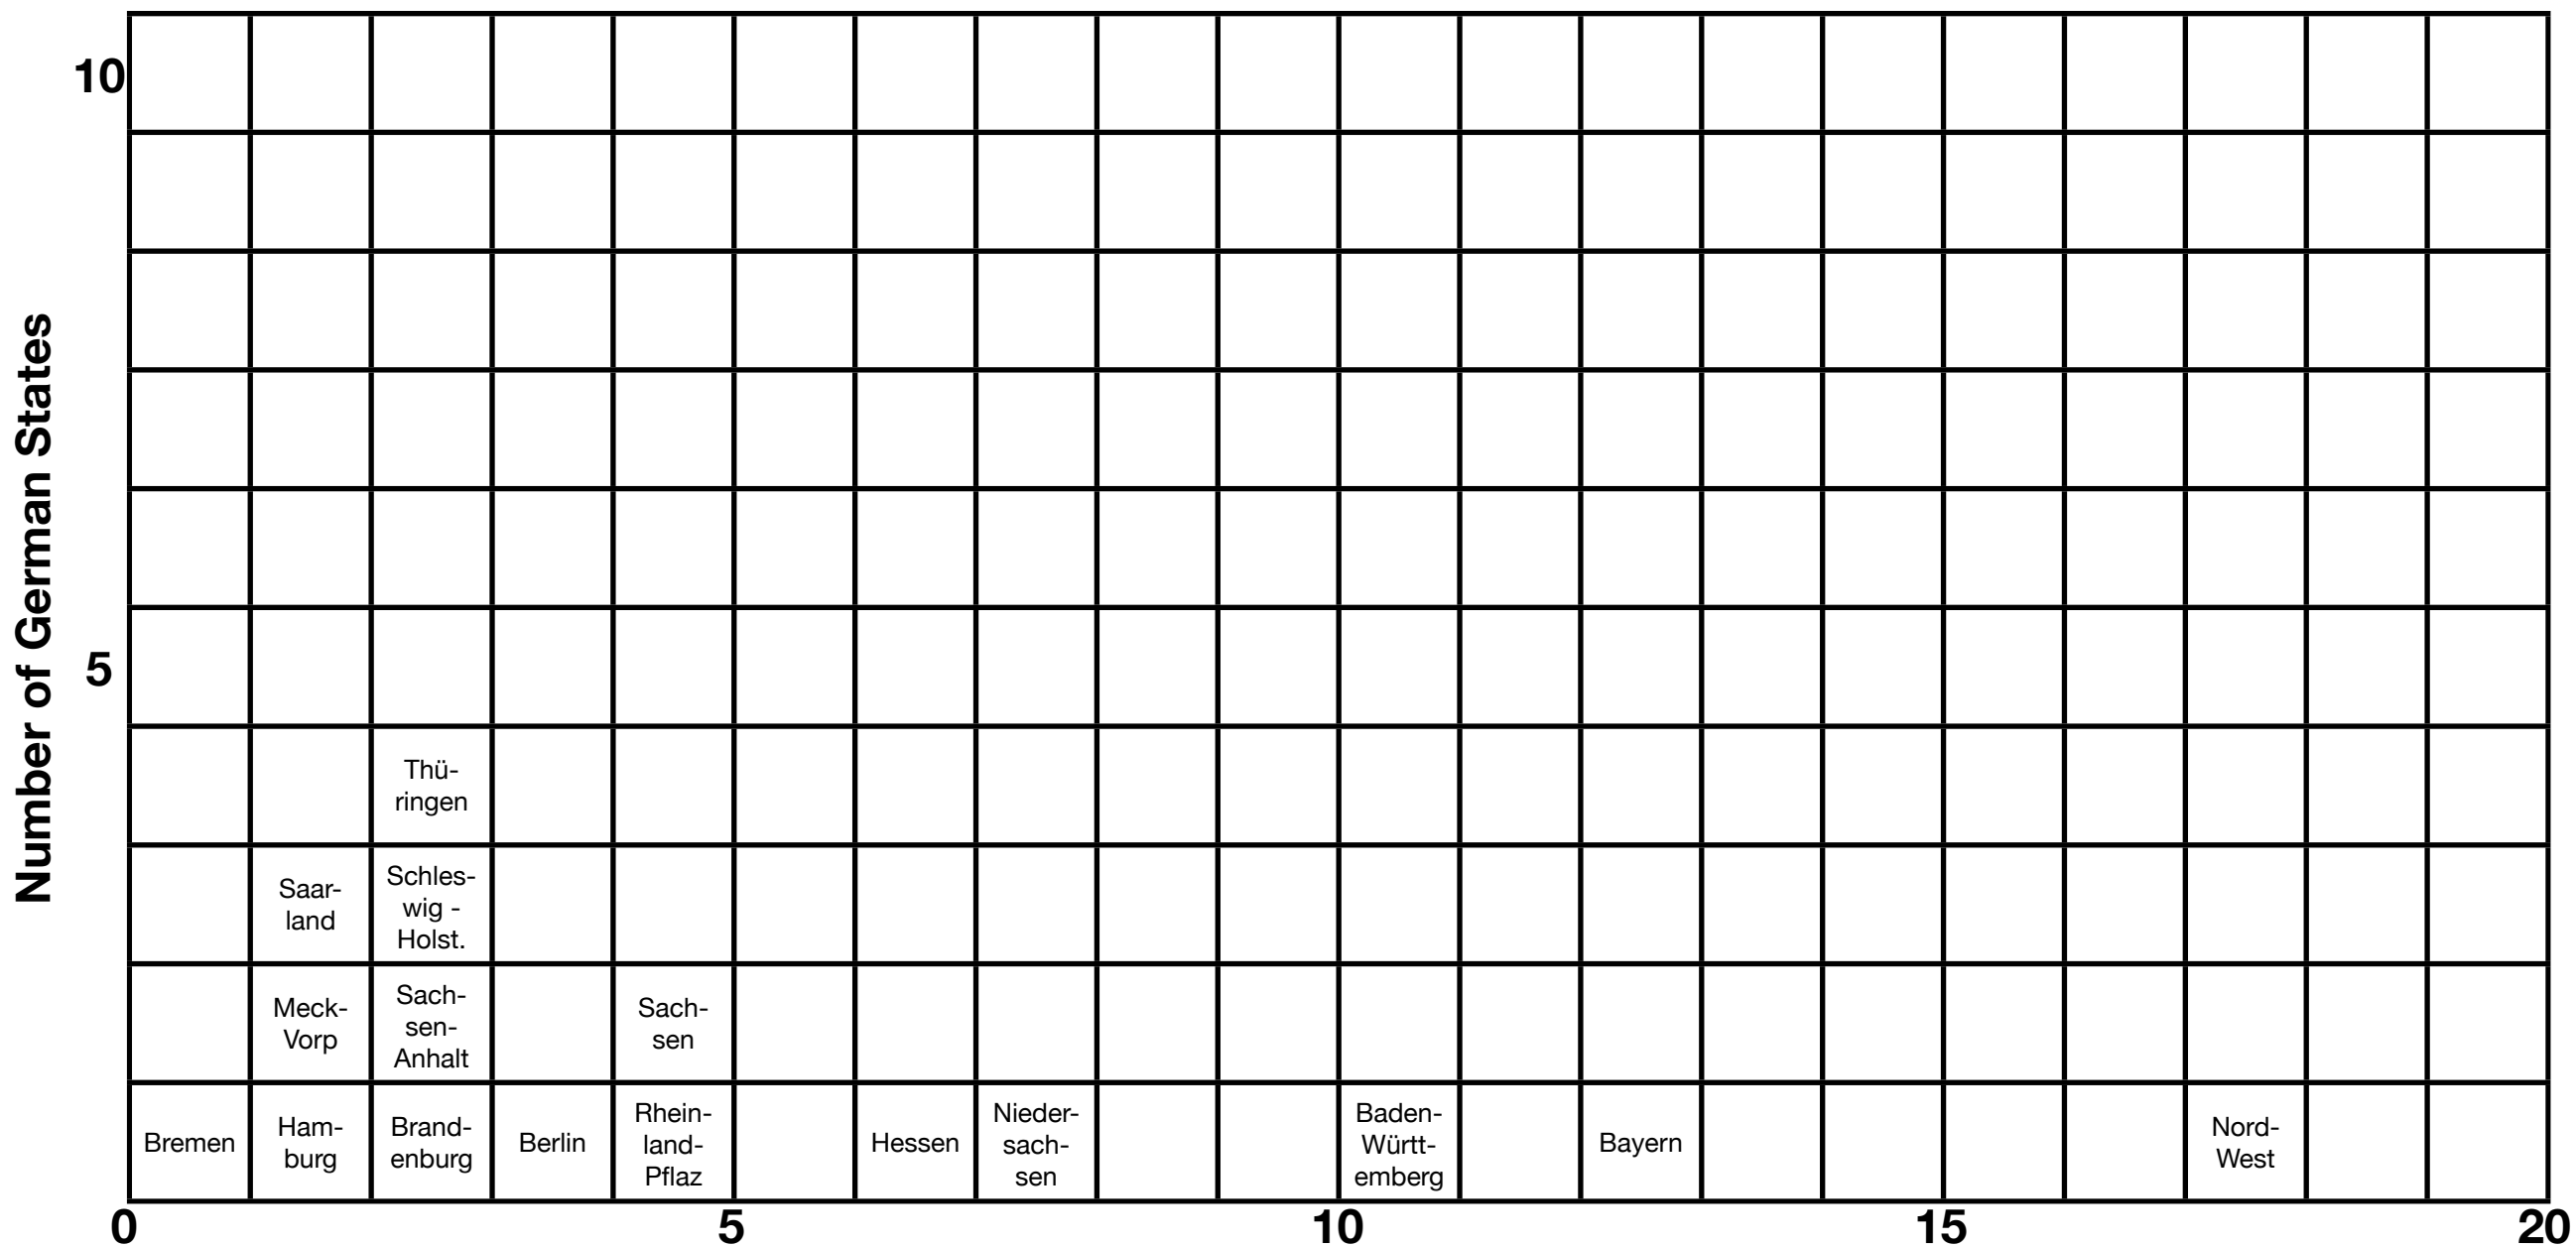 Number of German States
10
5
Thü-
ringen
Saar-
land
Schles-
wig -
Holst.
Meck-
Vorp
Sach-
sen-
Anhalt
Sach-
sen
Bremen
Ham-
burg
Brand-
enburg
Berlin
Rhein-
land-
Pflaz
Hessen
Nieder-
sach-
sen
Baden-
Württ-
emberg
Bayern
Nord-
West
0
5
10
15
20